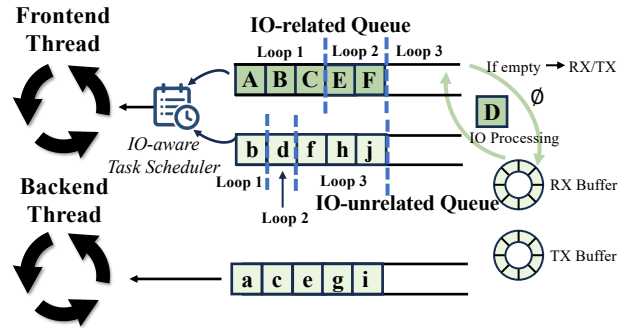 Frontend
Thread
IO-related Queue
Loop 1
Loop 2
Loop 3
A B C E F
If empty → RX/TX
Ø
D
IO Processing
IO-aware
Task Scheduler
b d f h j
Loop 1
Loop 3
Loop 2
IO-unrelated Queue
RX Buffer
Backend
Thread
TX Buffer
a c e g i